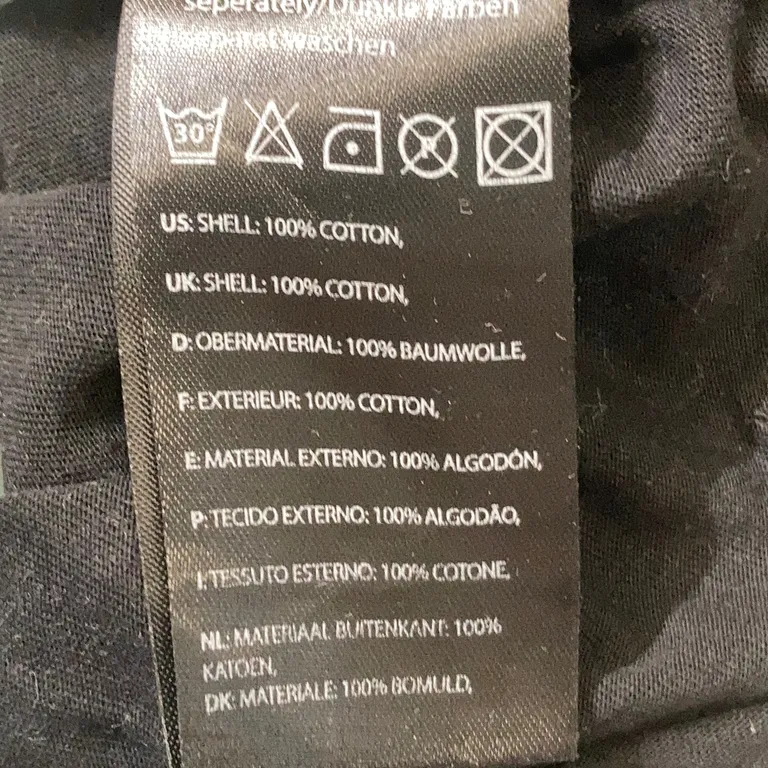 seperately/Dunkle Farben
separat waschen
30°
US: SHELL: 100% COTTON,
UK: SHELL: 100% COTTON,
D: OBERMATERIAL: 100% BAUMWOLLE,
F: EXTERIEUR: 100% COTTON,
E: MATERIAL EXTERNO: 100% ALGODÓN,
P: TECIDO EXTERNO: 100% ALGODÃO,
I: TESSUTO ESTERNO: 100% COTONE,
NL: MATERIAAL BUITENKANT: 100%
KATOEN,
DK: MATERIALE: 100% BOMULD,